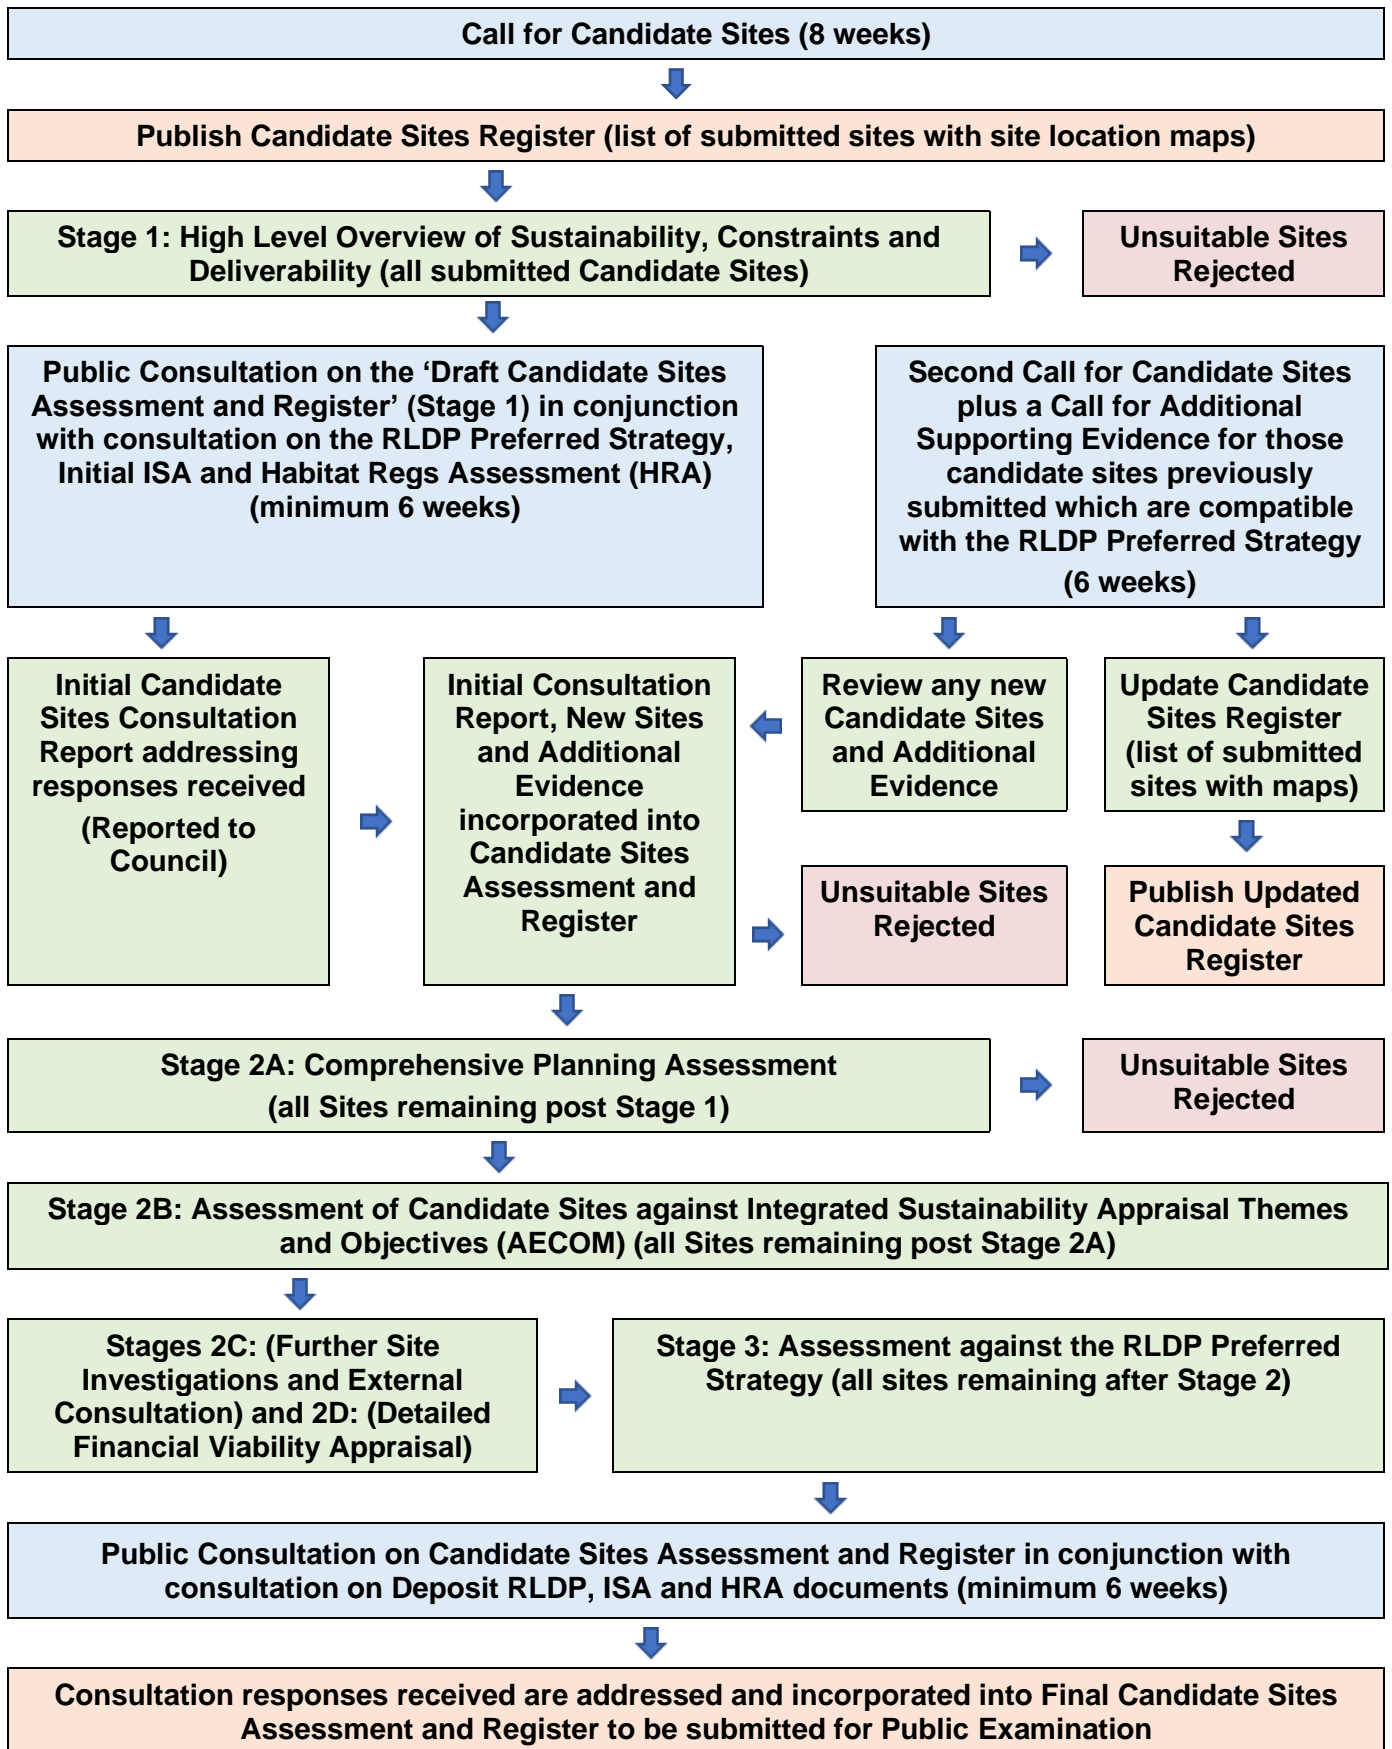 Call for Candidate Sites (8 weeks)
Publish Candidate Sites Register (list of submitted sites with site location maps)
Stage 1: High Level Overview of Sustainability, Constraints and
Deliverability (all submitted Candidate Sites)
Unsuitable Sites
Rejected
Public Consultation on the ‘Draft Candidate Sites
Assessment and Register’ (Stage 1) in conjunction
with consultation on the RLDP Preferred Strategy,
Initial ISA and Habitat Regs Assessment (HRA)
(minimum 6 weeks)
Second Call for Candidate Sites
plus a Call for Additional
Supporting Evidence for those
candidate sites previously
submitted which are compatible
with the RLDP Preferred Strategy
(6 weeks)
Initial Candidate
Sites Consultation
Report addressing
responses received
(Reported to
Council)
Initial Consultation
Report, New Sites
and Additional
Evidence
incorporated into
Candidate Sites
Assessment and
Register
Review any new
Candidate Sites
and Additional
Evidence
Update Candidate
Sites Register
(list of submitted
sites with maps)
Unsuitable Sites
Rejected
Publish Updated
Candidate Sites
Register
Stage 2A: Comprehensive Planning Assessment
(all Sites remaining post Stage 1)
Unsuitable Sites
Rejected
Stage 2B: Assessment of Candidate Sites against Integrated Sustainability Appraisal Themes
and Objectives (AECOM) (all Sites remaining post Stage 2A)
Stages 2C: (Further Site
Investigations and External
Consultation) and 2D: (Detailed
Financial Viability Appraisal)
Stage 3: Assessment against the RLDP Preferred
Strategy (all sites remaining after Stage 2)
Public Consultation on Candidate Sites Assessment and Register in conjunction with
consultation on Deposit RLDP, ISA and HRA documents (minimum 6 weeks)
Consultation responses received are addressed and incorporated into Final Candidate Sites
Assessment and Register to be submitted for Public Examination